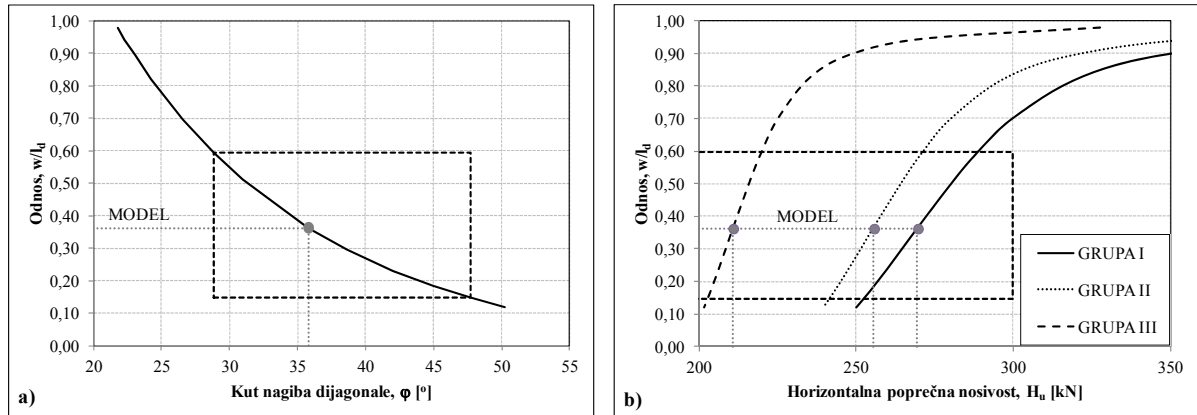 1,00
0,90
0,80
0,70
0,60
0,50
0,40
0,30
0,20
0,10
0,00
Odnos, w/l_d
MODEL
20 25 30 35 40 45 50 55
Kut nagiba dijagonale, φ [°]
a)
1,00
0,90
0,80
0,70
0,60
0,50
0,40
0,30
0,20
0,10
0,00
Odnos, w/l_d
MODEL
GRUPA I
GRUPA II
GRUPA III
200 250 300 350
Horizontalna poprečna nosivost, H_u [kN]
b)